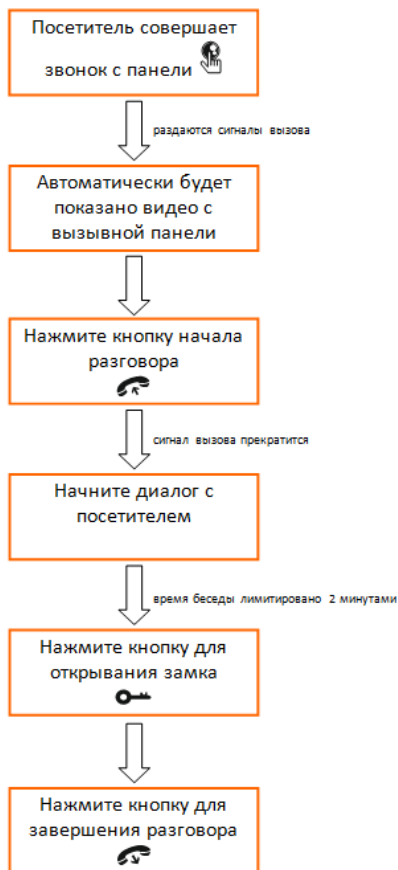 Посетитель совершает
звонок с панели
раздаются сигналы вызова
Автоматически будет
показано видео с
вызывной панели
Нажмите кнопку начала
разговора
сигнал вызова прекратится
Начните диалог с
посетителем
время беседы лимитировано 2 минутами
Нажмите кнопку для
открывания замка
Нажмите кнопку для
завершения разговора